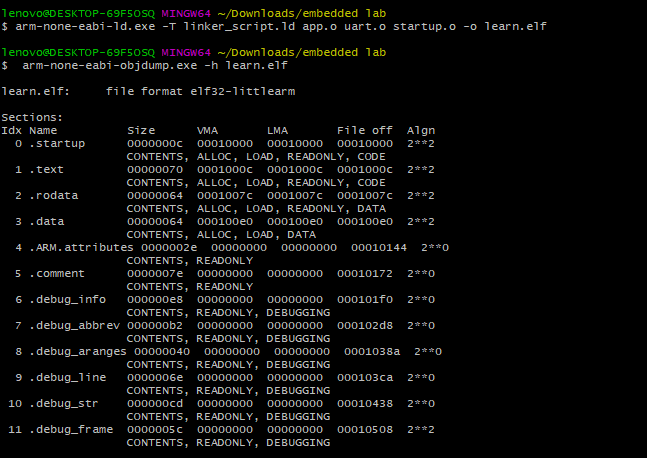 lenovo@DESKTOP-69F5OSQ MINGW64 ~/Downloads/embedded lab
$ arm-none-eabi-ld.exe -T linker_script.ld app.o uart.o startup.o -o learn.elf
lenovo@DESKTOP-69F5OSQ MINGW64 ~/Downloads/embedded lab
$  arm-none-eabi-objdump.exe -h learn.elf
learn.elf:     file format elf32-littlearm
Sections:
Idx Name          Size      VMA       LMA       File off  Algn
  0 .startup      0000000c  00010000  00010000  00010000  2**2
                  CONTENTS, ALLOC, LOAD, READONLY, CODE
  1 .text         00000070  0001000c  0001000c  0001000c  2**2
                  CONTENTS, ALLOC, LOAD, READONLY, CODE
  2 .rodata       00000064  0001007c  0001007c  0001007c  2**2
                  CONTENTS, ALLOC, LOAD, READONLY, DATA
  3 .data         00000064  000100e0  000100e0  000100e0  2**2
                  CONTENTS, ALLOC, LOAD, DATA
  4 .ARM.attributes 0000002e  00000000  00000000  00010144  2**0
                  CONTENTS, READONLY
  5 .comment      0000007e  00000000  00000000  00010172  2**0
                  CONTENTS, READONLY
  6 .debug_info   000000e8  00000000  00000000  000101f0  2**0
                  CONTENTS, READONLY, DEBUGGING
  7 .debug_abbrev 000000b2  00000000  00000000  000102d8  2**0
                  CONTENTS, READONLY, DEBUGGING
  8 .debug_aranges 00000040  00000000  00000000  0001038a  2**0
                  CONTENTS, READONLY, DEBUGGING
  9 .debug_line   0000006e  00000000  00000000  000103ca  2**0
                  CONTENTS, READONLY, DEBUGGING
 10 .debug_str    000000cd  00000000  00000000  00010438  2**0
                  CONTENTS, READONLY, DEBUGGING
 11 .debug_frame  0000005c  00000000  00000000  00010508  2**2
                  CONTENTS, READONLY, DEBUGGING